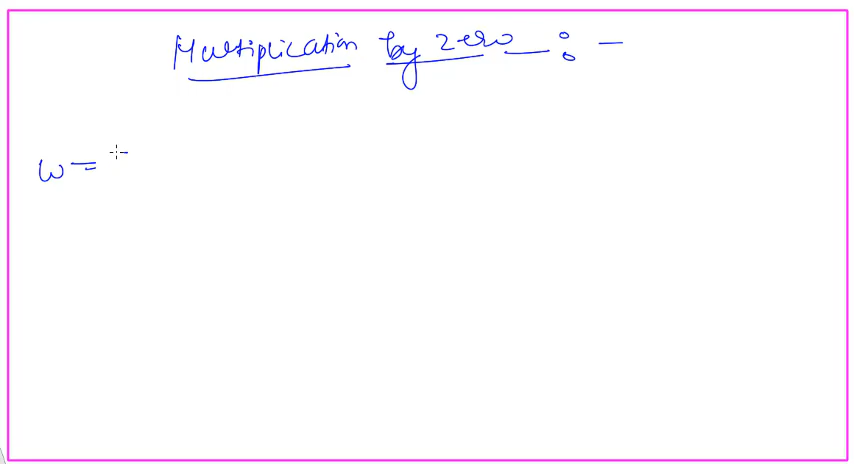 Multiplication by zero : -
w =